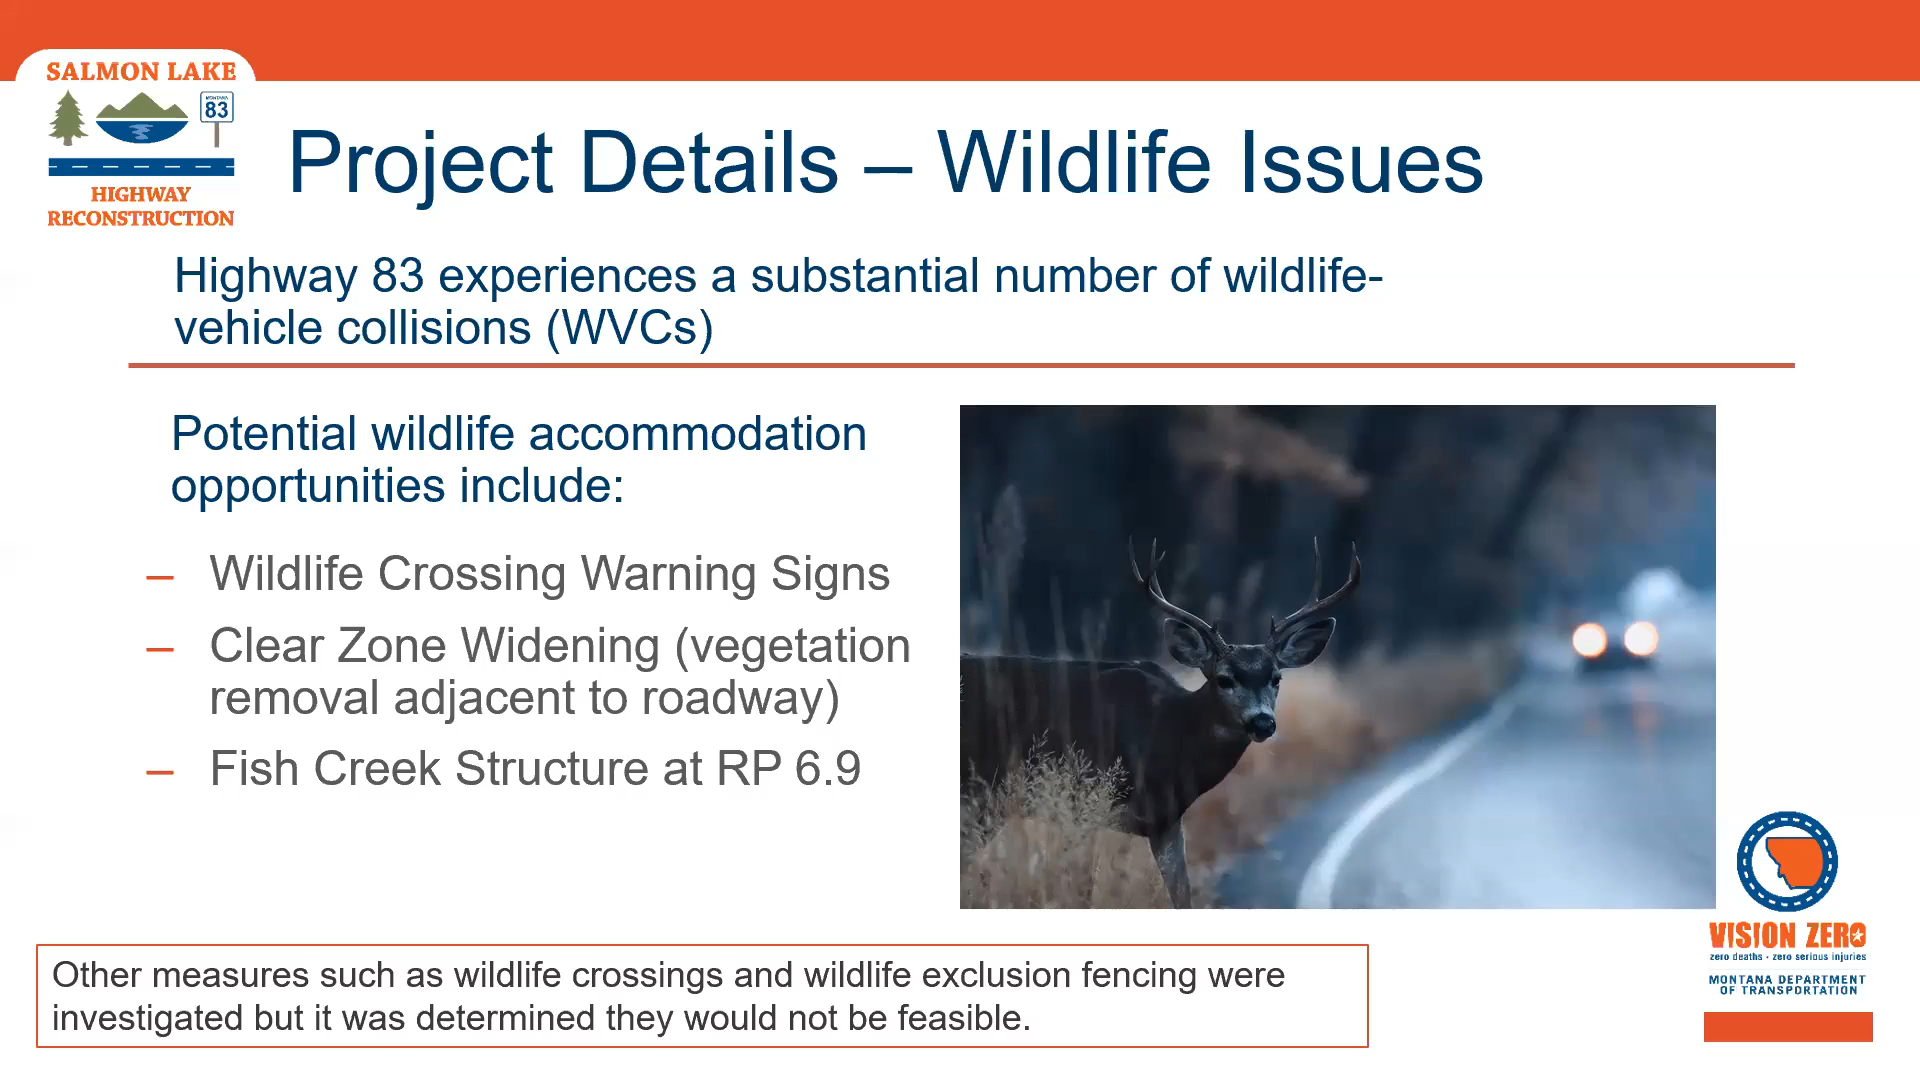 SALMON LAKE
MONTANA
83
HIGHWAY
RECONSTRUCTION
Project Details – Wildlife Issues
Highway 83 experiences a substantial number of wildlife-
vehicle collisions (WVCs)
Potential wildlife accommodation
opportunities include:
– Wildlife Crossing Warning Signs
– Clear Zone Widening (vegetation
removal adjacent to roadway)
– Fish Creek Structure at RP 6.9
Other measures such as wildlife crossings and wildlife exclusion fencing were
investigated but it was determined they would not be feasible.
VISION ZERO
zero deaths · zero serious injuries
MONTANA DEPARTMENT
OF TRANSPORTATION